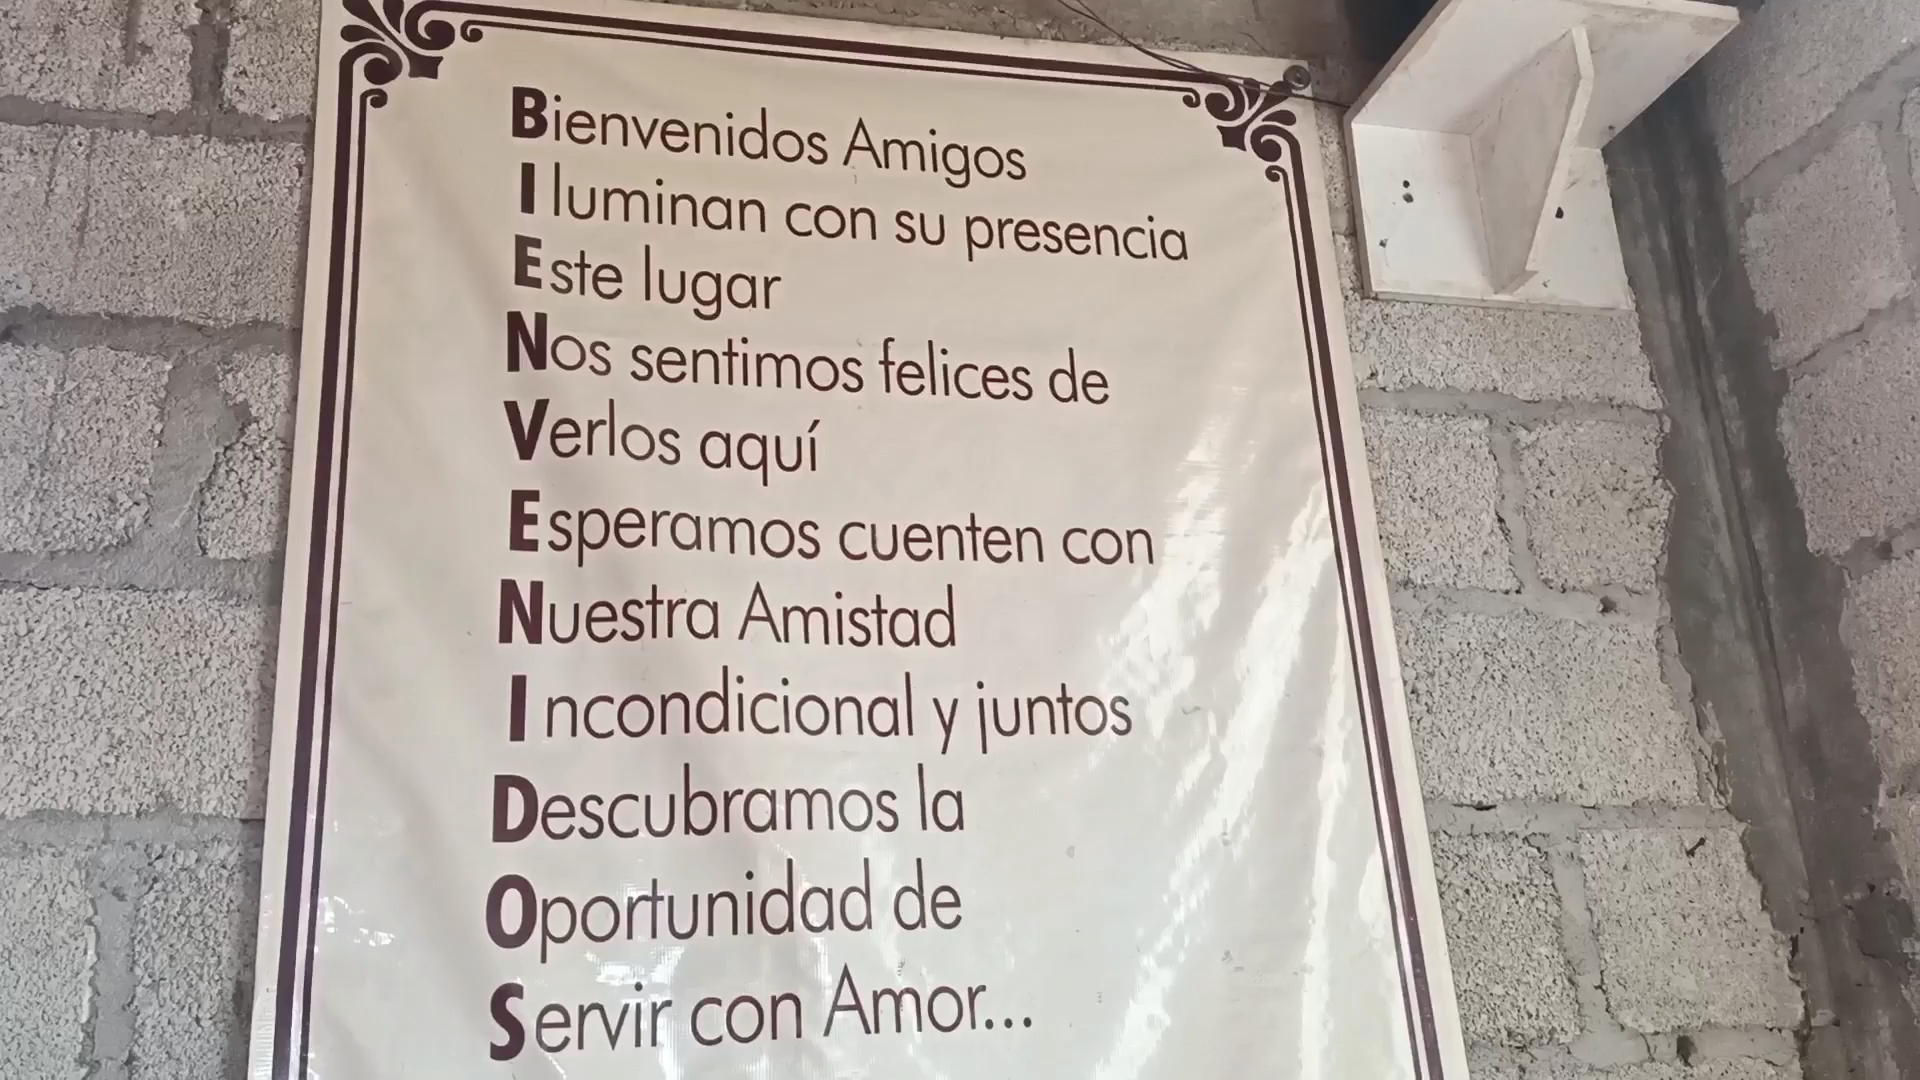 Bienvenidos Amigos
Iluminan con su presencia
Este lugar
Nos sentimos felices de
Verlos aquí
Esperamos cuenten con
Nuestra Amistad
Incondicional y juntos
Descubramos la
Oportunidad de
Servir con Amor...